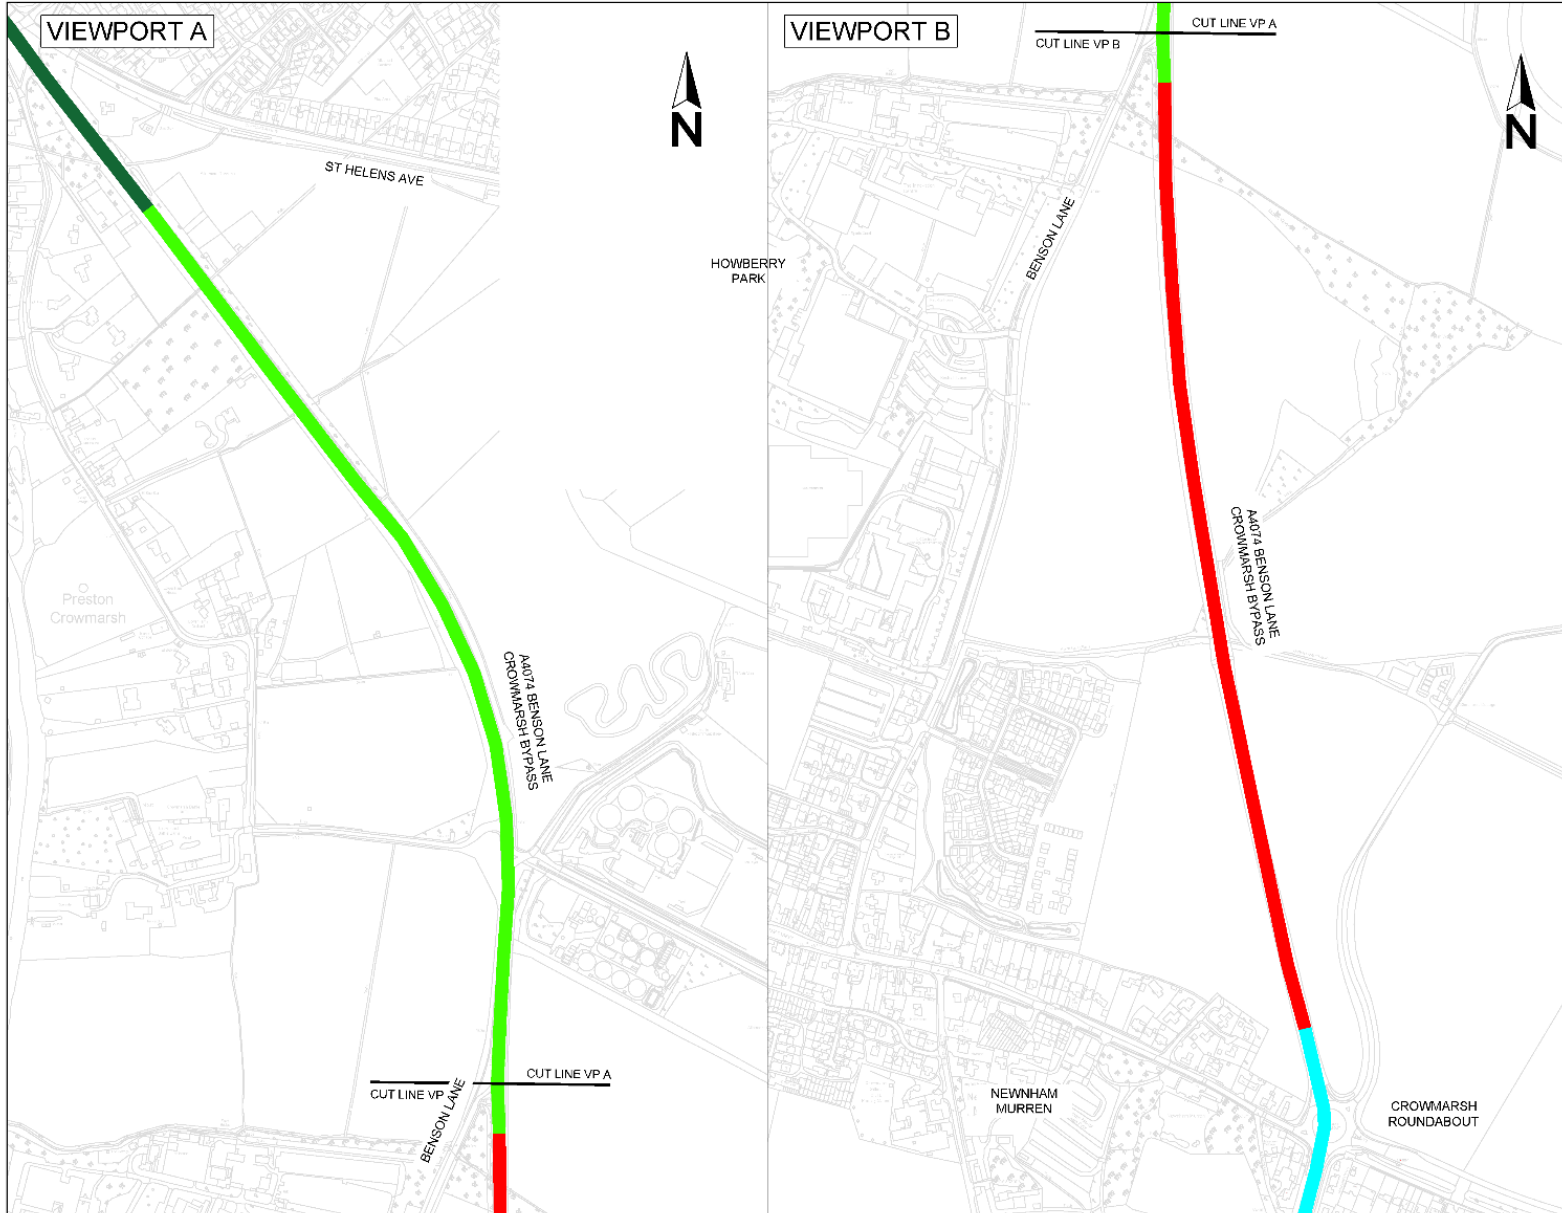 VIEWPORT A
ST HELENS AVE
N
HOWBERRY
PARK
Preston
Crowmarsh
A4074 BENSON LANE
CROWMARSH BYPASS
CUT LINE VP A
CUT LINE VP
BENSON LANE
VIEWPORT B
CUT LINE VP A
CUT LINE VP B
N
BENSON LANE
A4074 BENSON LANE
CROWMARSH BYPASS
NEWNHAM
MURREN
CROWMARSH
ROUNDABOUT